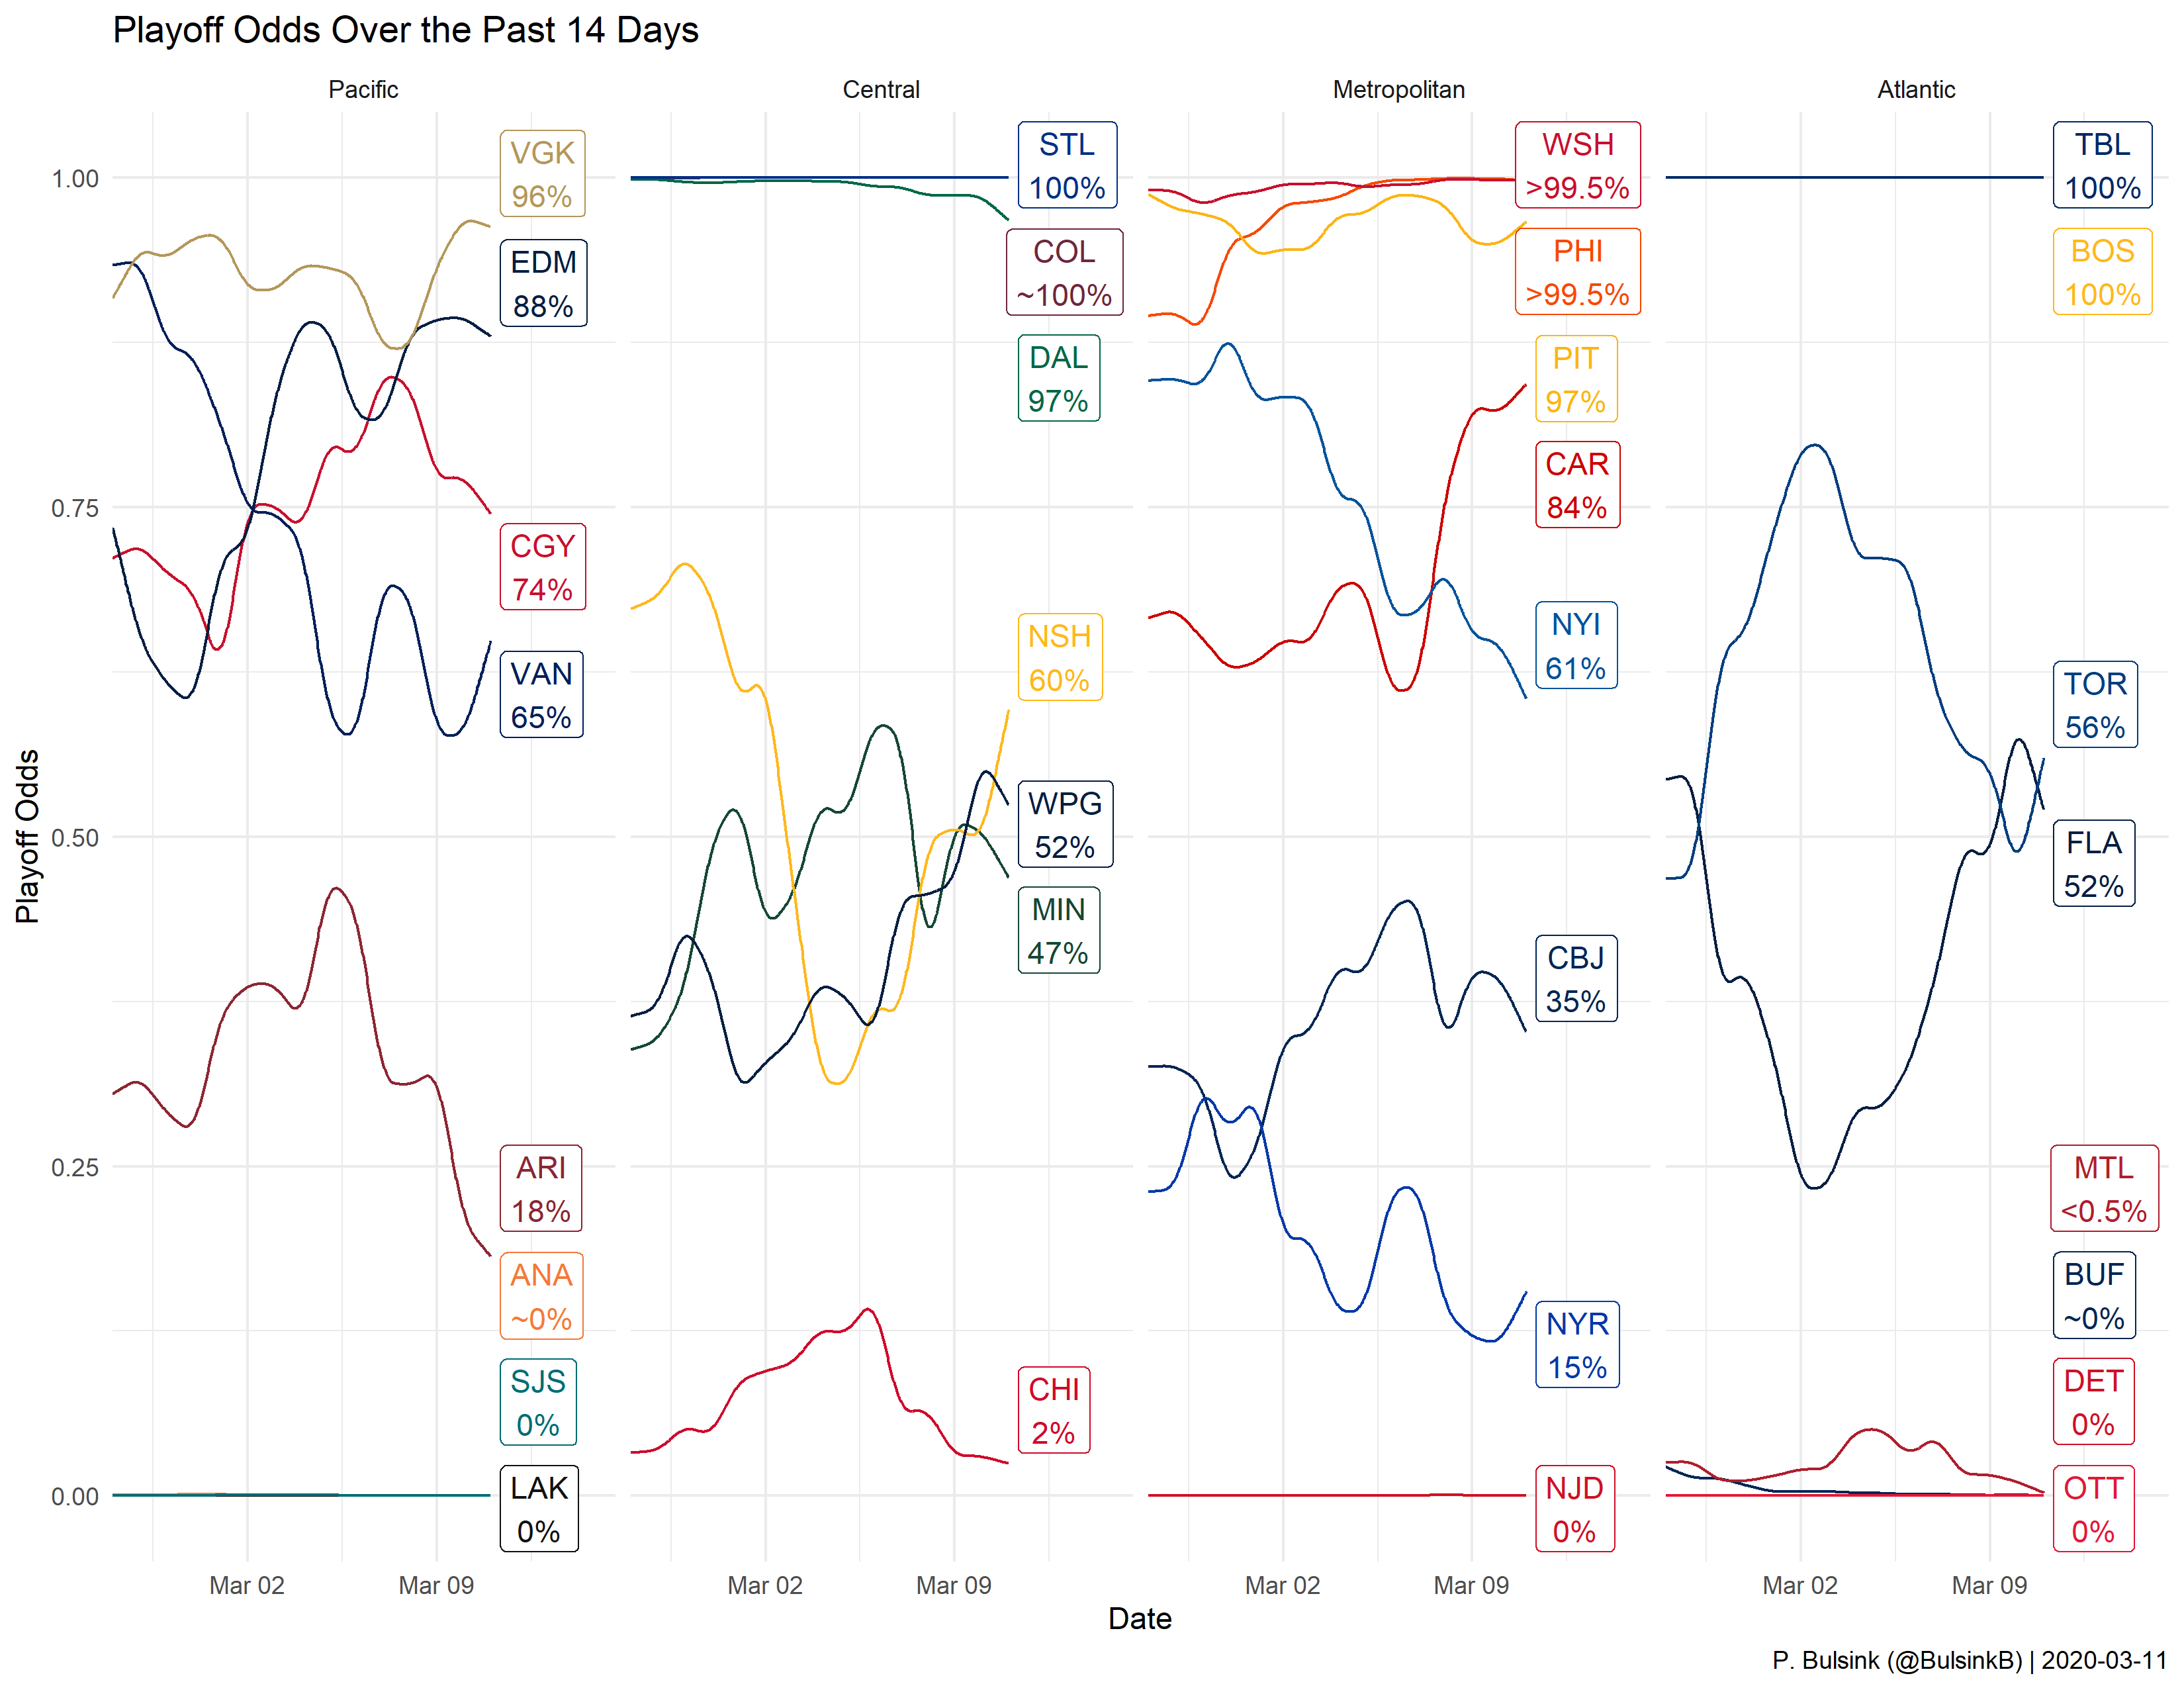 Playoff Odds Over the Past 14 Days
Pacific
Central
Metropolitan
Atlantic
Playoff Odds
1.00
0.75
0.50
0.25
0.00
VGK
96%
EDM
88%
CGY
74%
VAN
65%
ARI
18%
ANA
~0%
SJS
0%
LAK
0%
STL
100%
COL
~100%
DAL
97%
NSH
60%
WPG
52%
MIN
47%
CHI
2%
WSH
>99.5%
PHI
>99.5%
PIT
97%
CAR
84%
NYI
61%
CBJ
35%
NYR
15%
NJD
0%
TBL
100%
BOS
100%
TOR
56%
FLA
52%
MTL
<0.5%
BUF
~0%
DET
0%
OTT
0%
Mar 02
Mar 09
Mar 02
Mar 09
Mar 02
Mar 09
Mar 02
Mar 09
Date
P. Bulsink (@BulsinkB) | 2020-03-11